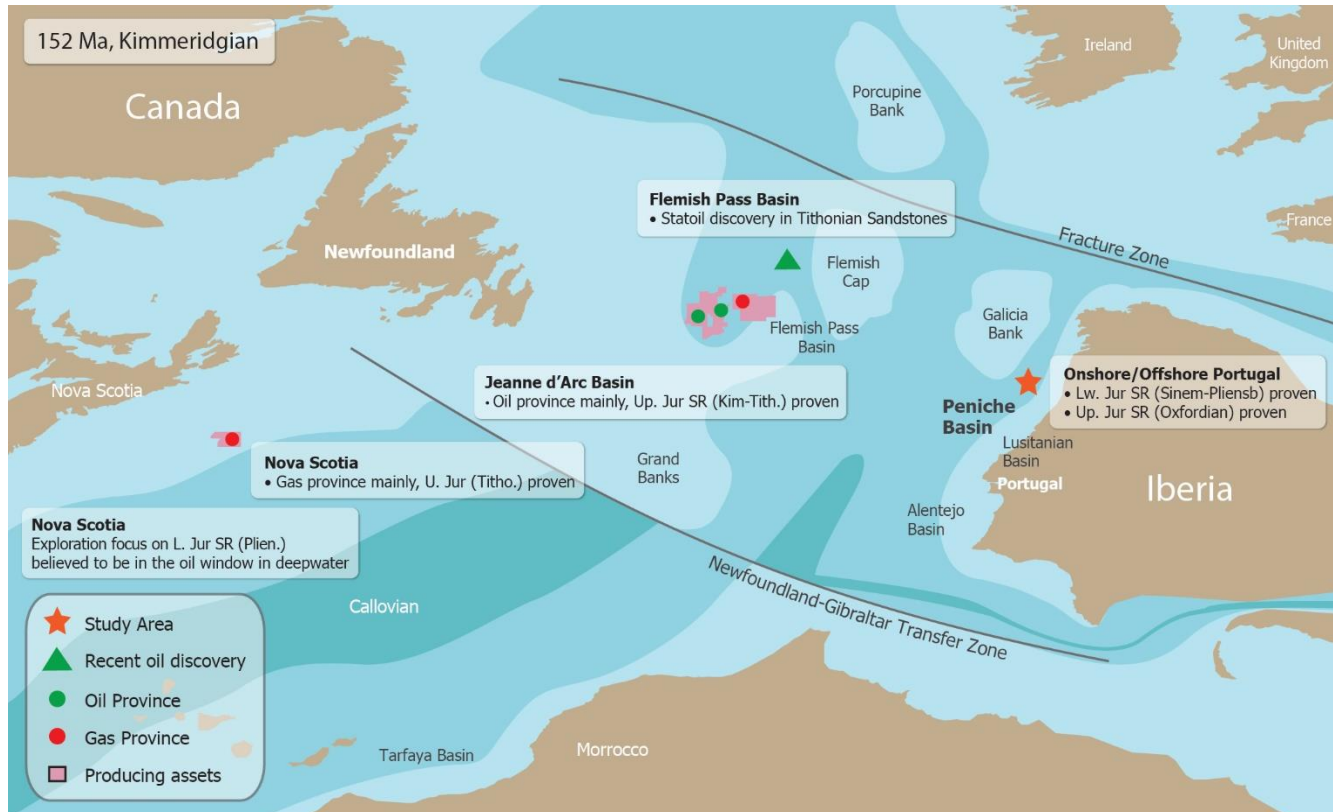 152 Ma, Kimmeridgian
Canada
Ireland
United
Kingdom
Porcupine
Bank
Flemish Pass Basin
• Statoil discovery in Tithonian Sandstones
France
Newfoundland
Fracture Zone
Flemish
Cap
Galicia
Bank
Flemish Pass
Basin
Nova Scotia
Jeanne d’Arc Basin
• Oil province mainly, Up. Jur SR (Kim-Tith.) proven
Onshore/Offshore Portugal
• Lw. Jur SR (Sinem-Pliensb) proven
• Up. Jur SR (Oxfordian) proven
Peniche
Basin
Lusitanian
Basin
Portugal
Iberia
Grand
Banks
Nova Scotia
• Gas province mainly, U. Jur (Titho.) proven
Alentejo
Basin
Nova Scotia
Exploration focus on L. Jur SR (Plien.)
believed to be in the oil window in deepwater
Newfoundland-Gibraltar Transfer Zone
Callovian
Study Area
Recent oil discovery
Oil Province
Gas Province
Producing assets
Tarfaya Basin
Morrocco